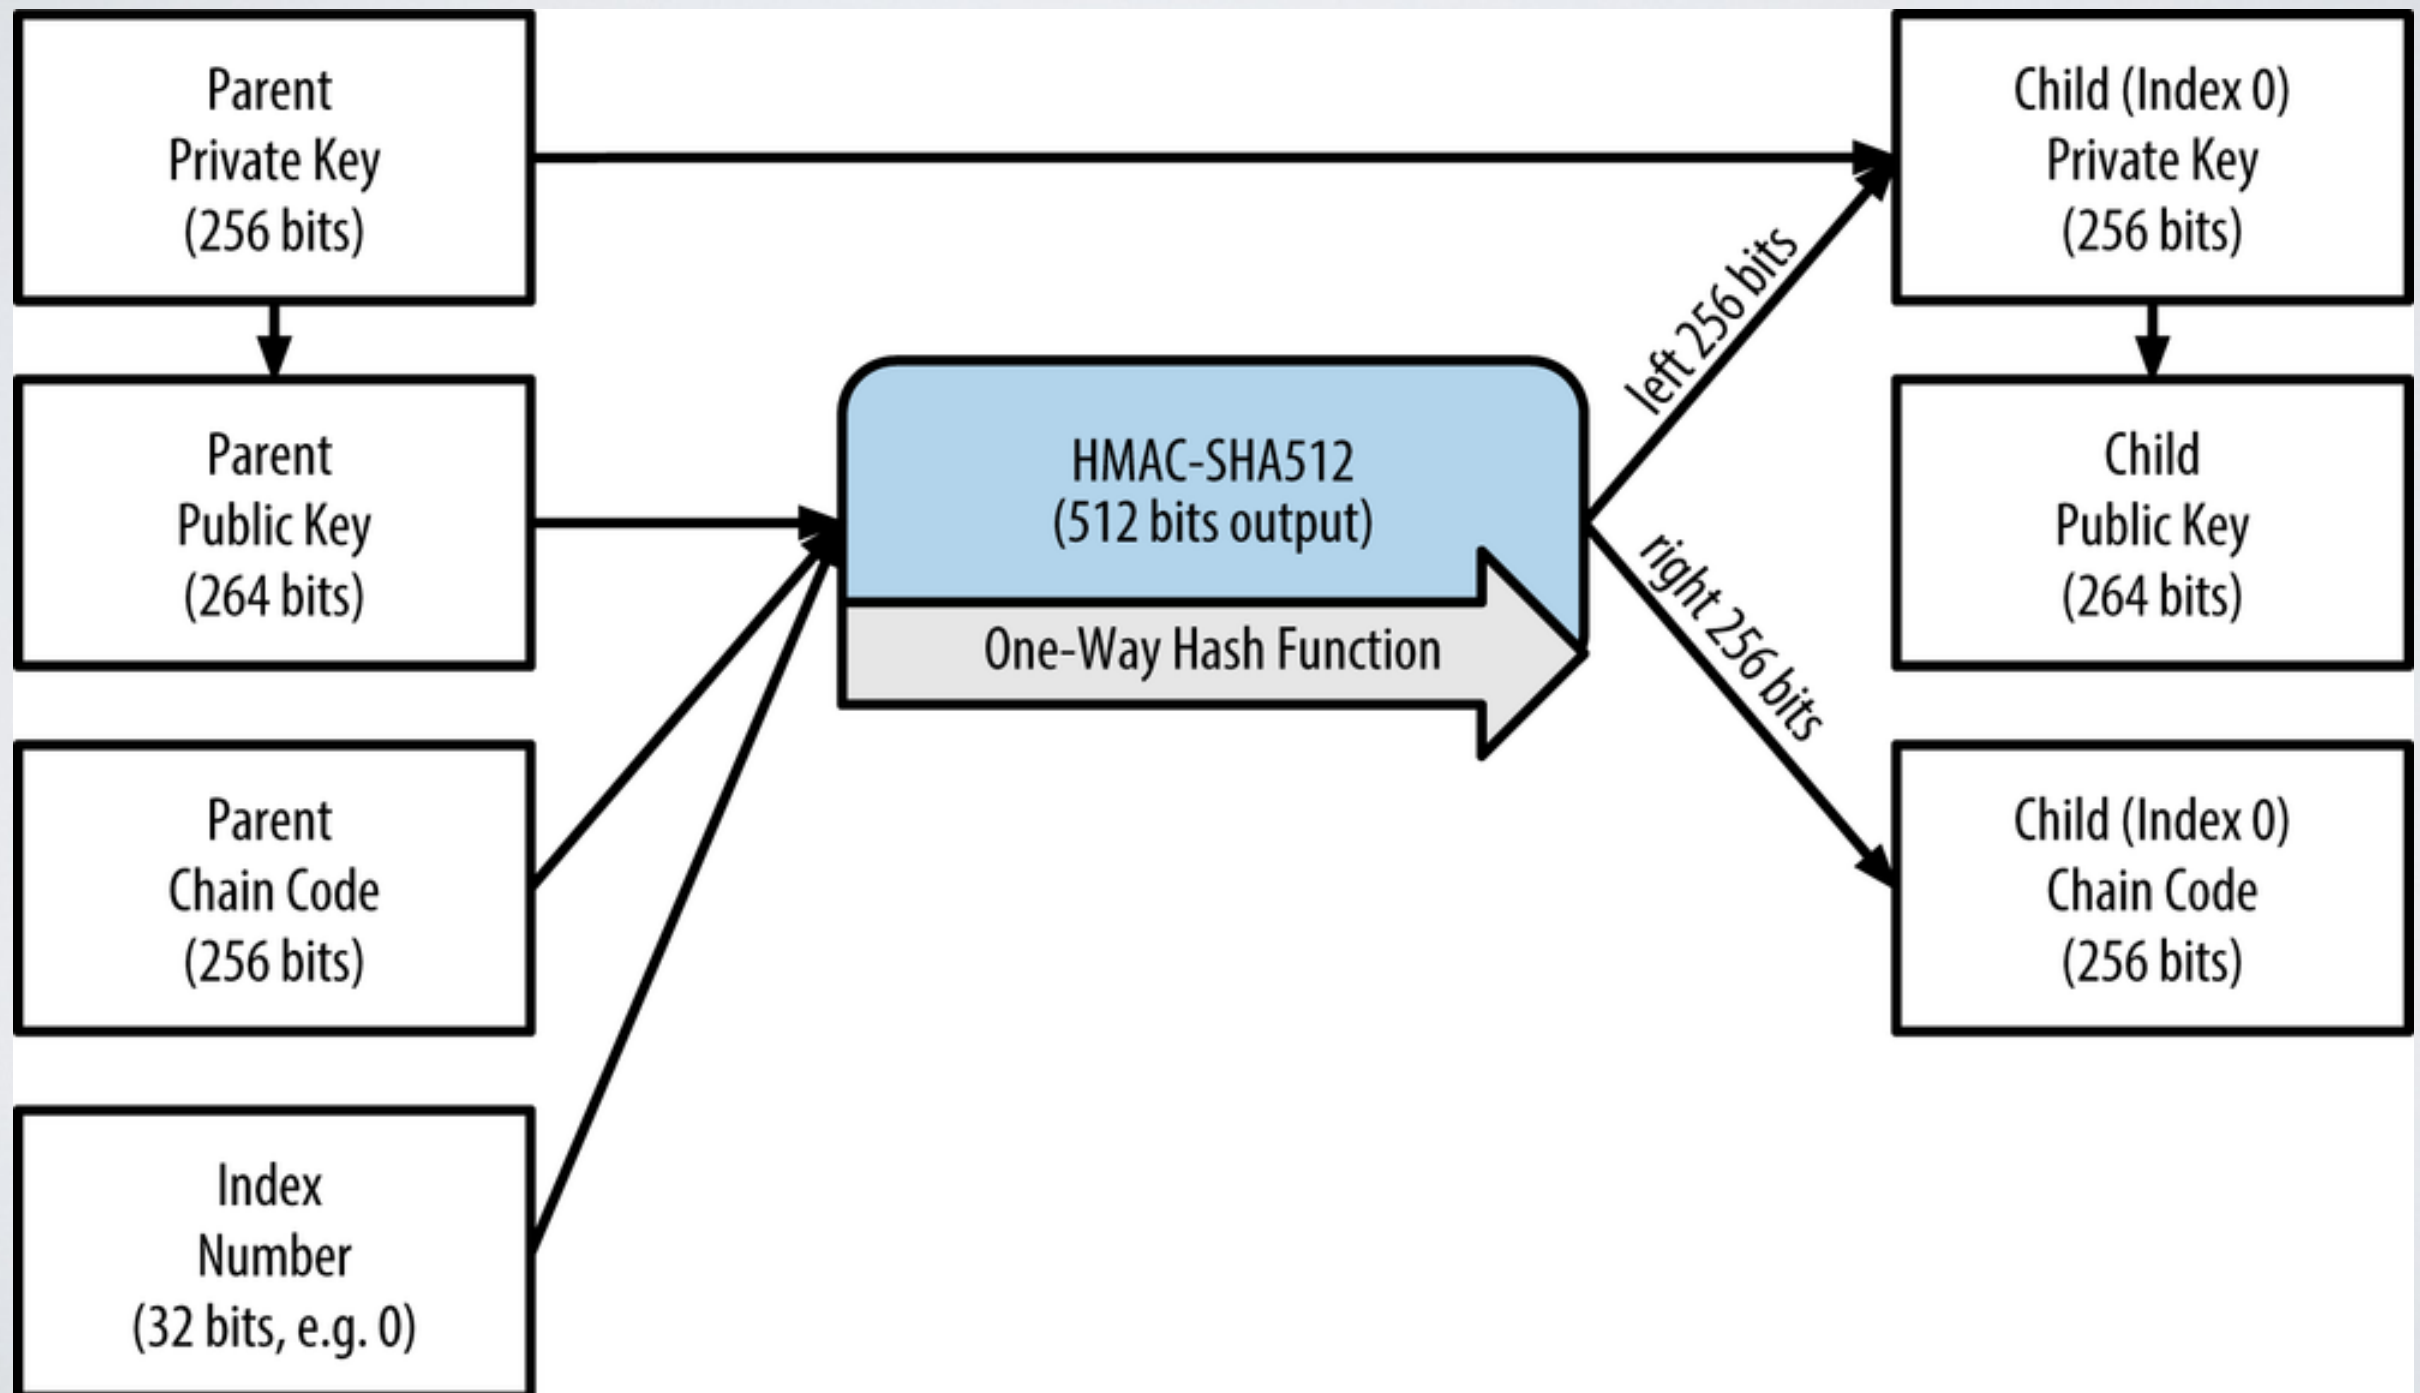 Parent
Private Key
(256 bits)
Parent
Public Key
(264 bits)
Parent
Chain Code
(256 bits)
Index
Number
(32 bits, e.g. 0)
HMAC-SHA512
(512 bits output)
One-Way Hash Function
left 256 bits
right 256 bits
Child (Index 0)
Private Key
(256 bits)
Child
Public Key
(264 bits)
Child (Index 0)
Chain Code
(256 bits)